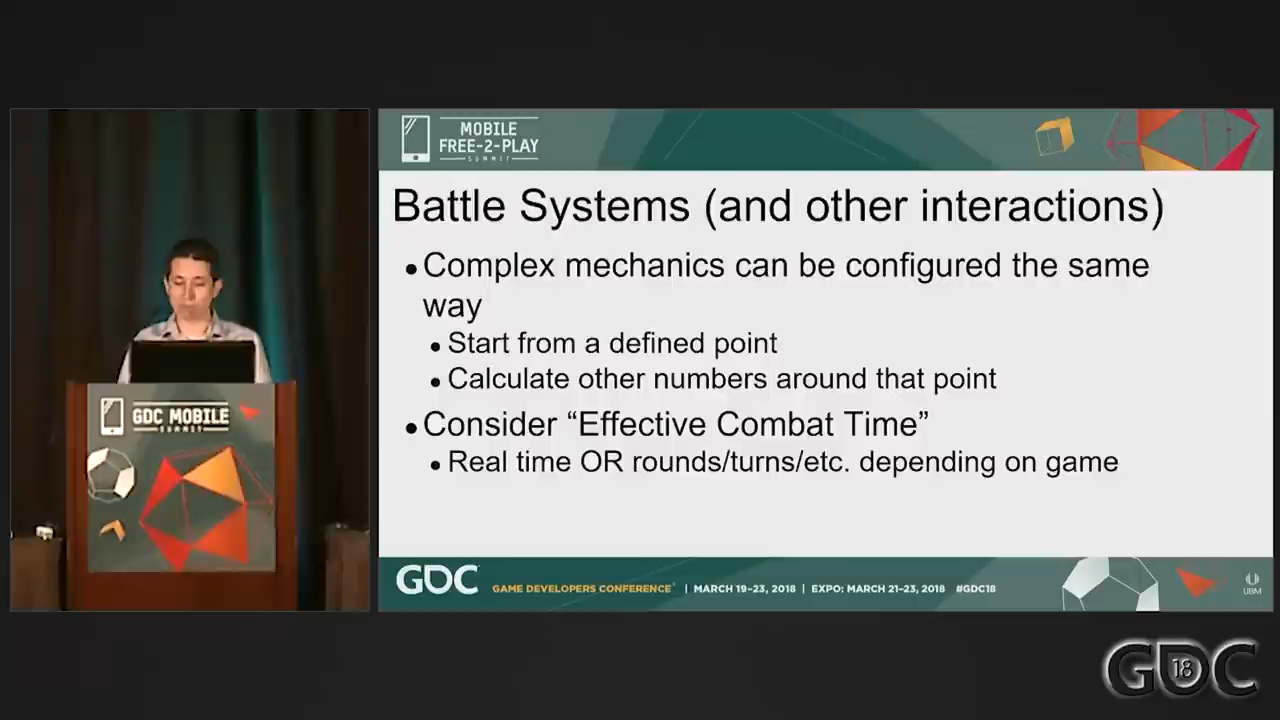 MOBILE
FREE-2-PLAY
SUMMIT
Battle Systems (and other interactions)
●Complex mechanics can be configured the same
way
●Start from a defined point
●Calculate other numbers around that point
●Consider “Effective Combat Time”
●Real time OR rounds/turns/etc. depending on game
GDC MOBILE
SUMMIT
GDC GAME DEVELOPERS CONFERENCE® | MARCH 19–23, 2018 | EXPO: MARCH 21–23, 2018 #GDC18
UBM
GDC 18